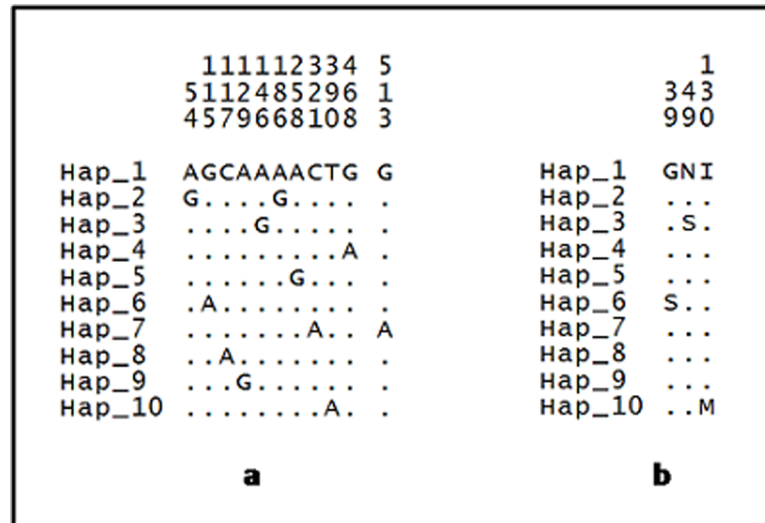 111112334 5 1
5112485296 1 343
4579668108 3 990
Hap_1 AGCAAAACTG G Hap_1 GNI
Hap_2 G....G.... . Hap_2 ...
Hap_3 ....G..... . Hap_3 .S.
Hap_4 .........A . Hap_4 ...
Hap_5 ......G... . Hap_5 ...
Hap_6 .A........ . Hap_6 S..
Hap_7 .......A.. A Hap_7 ...
Hap_8 ..A....... . Hap_8 ...
Hap_9 ...G...... . Hap_9 ...
Hap_10 ........A. . Hap_10 ..M
a b